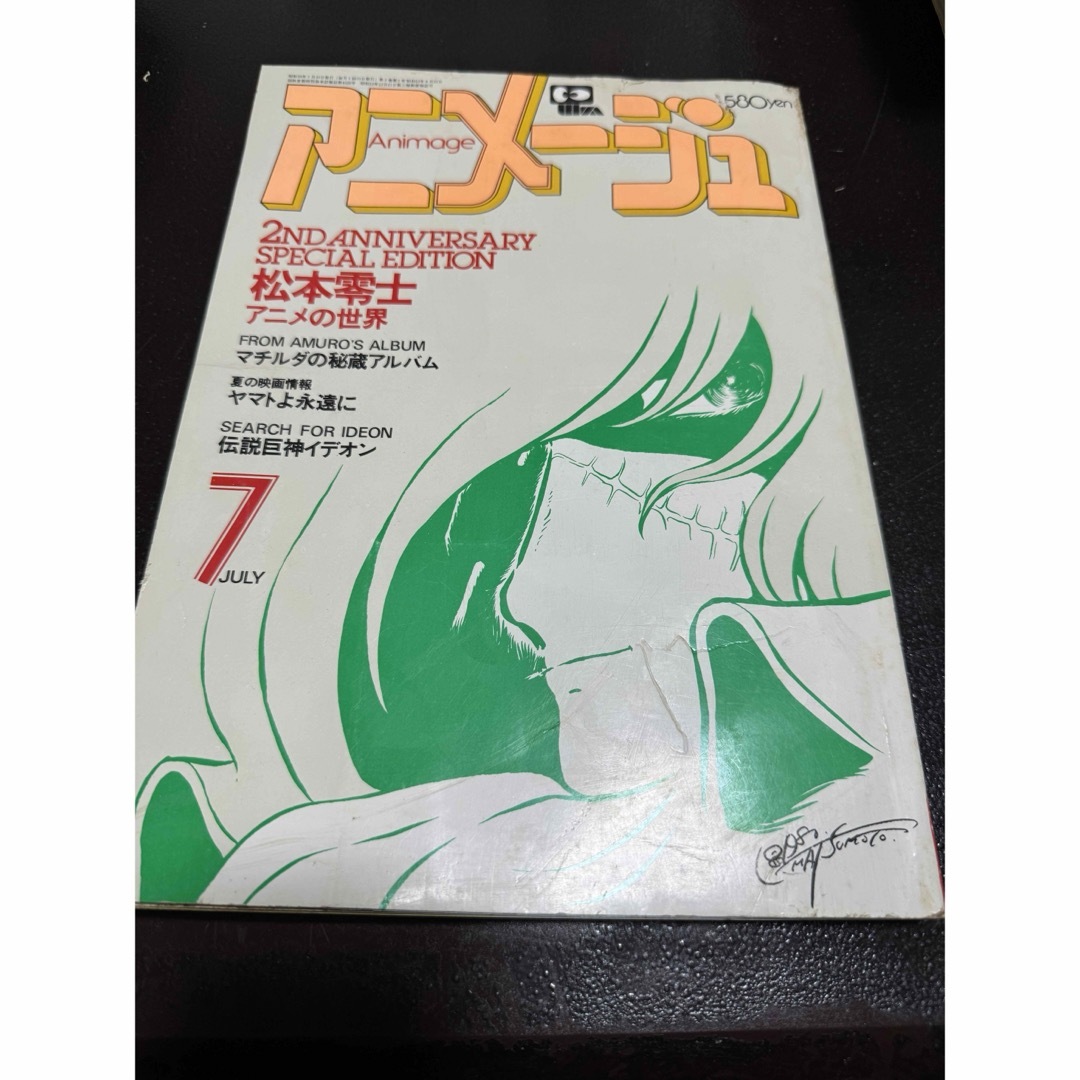 580yen
アニメージュ
Animage
2ND ANNIVERSARY
SPECIAL EDITION
松本零士
アニメの世界
FROM AMURO'S ALBUM
マチルダの秘蔵アルバム
夏の映画情報
ヤマトよ永遠に
SEARCH FOR IDEON
伝説巨神イデオン
7
JULY
1980.
MATSUMOTO.